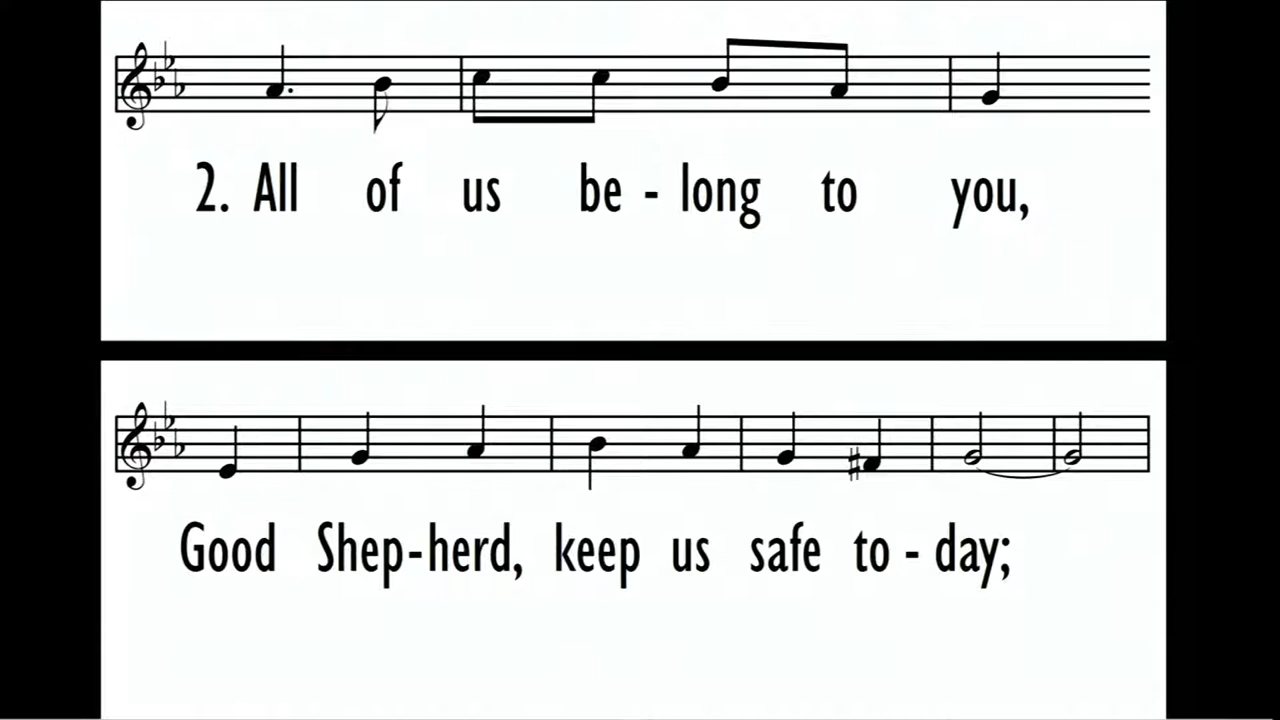 2. All of us be - long to you,
Good Shep-herd, keep us safe to - day;